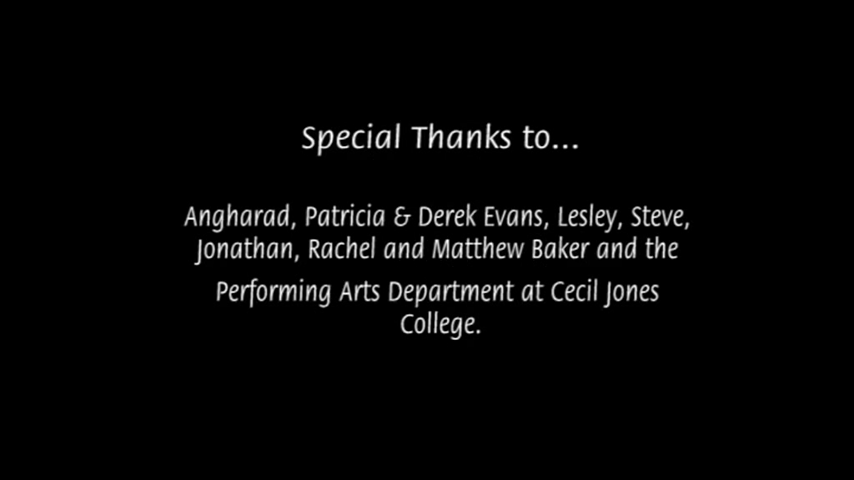 Special Thanks to...
Angharad, Patricia & Derek Evans, Lesley, Steve,
Jonathan, Rachel and Matthew Baker and the
Performing Arts Department at Cecil Jones
College.